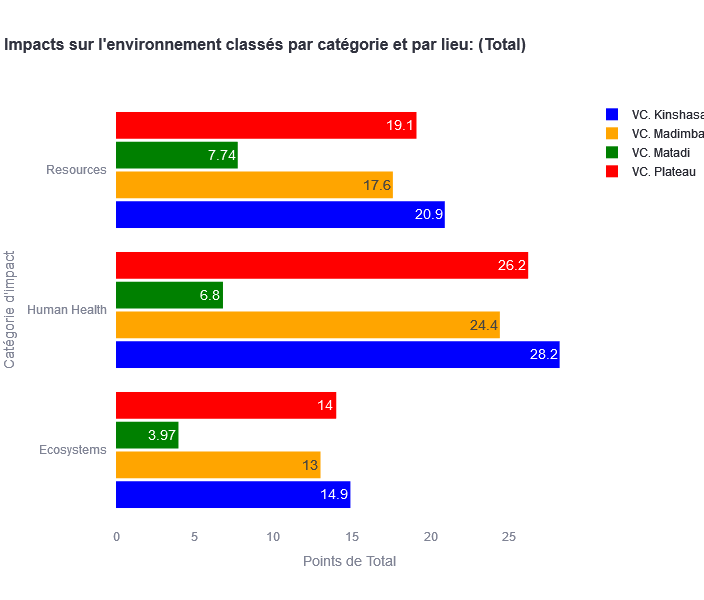 Impacts sur l'environnement classés par catégorie et par lieu: (Total)
VC. Kinshasa
VC. Madimba
VC. Matadi
VC. Plateau
Catégorie d'impact
Resources
19.1
7.74
17.6
20.9
Human Health
26.2
6.8
24.4
28.2
Ecosystems
14
3.97
13
14.9
0 5 10 15 20 25
Points de Total